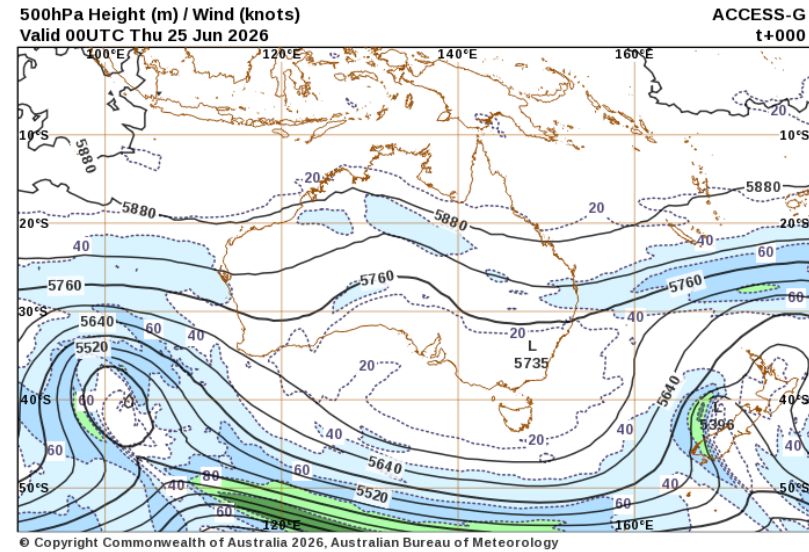 500hPa Height (m) / Wind (knots)
ACCESS-G
Valid 00UTC Thu 25 Jun 2026
t+000
100°E
120°E
140°E
160°E
20
10°S
10°S
5880
20
5880
5880
20
5880
20°S
20°S
40
40
60
5760
5760
5760
60
30°S
5640
60
40
20
40
5520
L
5735
20
5640
40°S
60
40°S
L
5396
40
20
40
40
60
5640
60
80
40
40
50°S
5520
50°S
60
60
120°E
160°E
© Copyright Commonwealth of Australia 2026, Australian Bureau of Meteorology